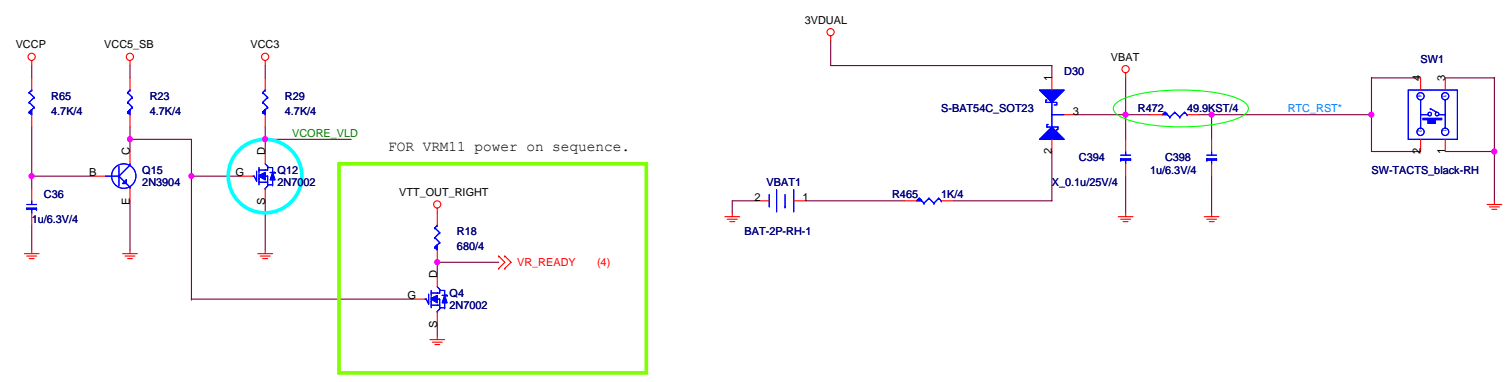 VCCP
VCC5_SB
VCC3
R65
4.7K/4
R23
4.7K/4
R29
4.7K/4
VCORE_VLD
C
B
E
Q15
2N3904
C36
1u/6.3V/4
D
G
S
Q12
2N7002
FOR VRM11 power on sequence.
VTT_OUT_RIGHT
R18
680/4
VR_READY (4)
D
G
S
Q4
2N7002
3VDUAL
1
D30
S-BAT54C_SOT23
3
2
VBAT
R472 49.9KST/4
RTC_RST*
C394
X_0.1u/25V/4
C398
1u/6.3V/4
VBAT1
2 1
BAT-2P-RH-1
R465 1K/4
SW1
4 3
2 1
SW-TACTS_black-RH